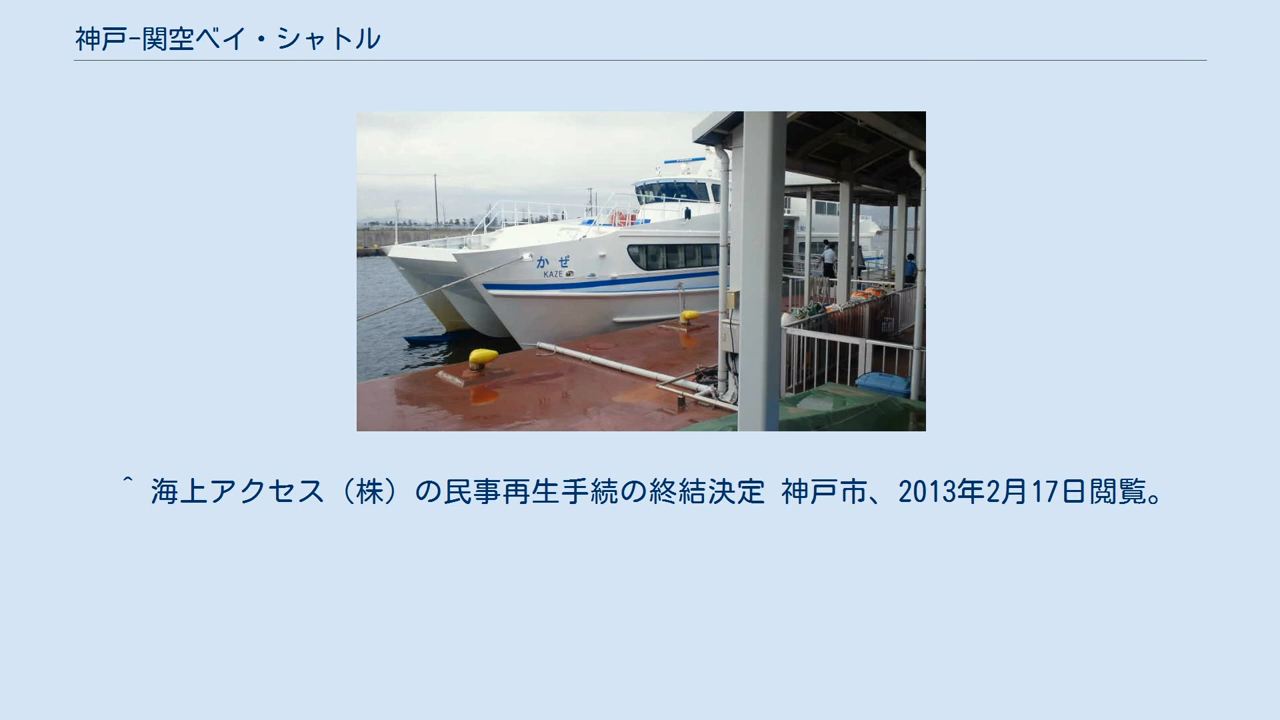 神戸-関空ベイ・シャトル
かぜ
KAZE
^ 海上アクセス（株）の民事再生手続の終結決定 神戸市、2013年2月17日閲覧。